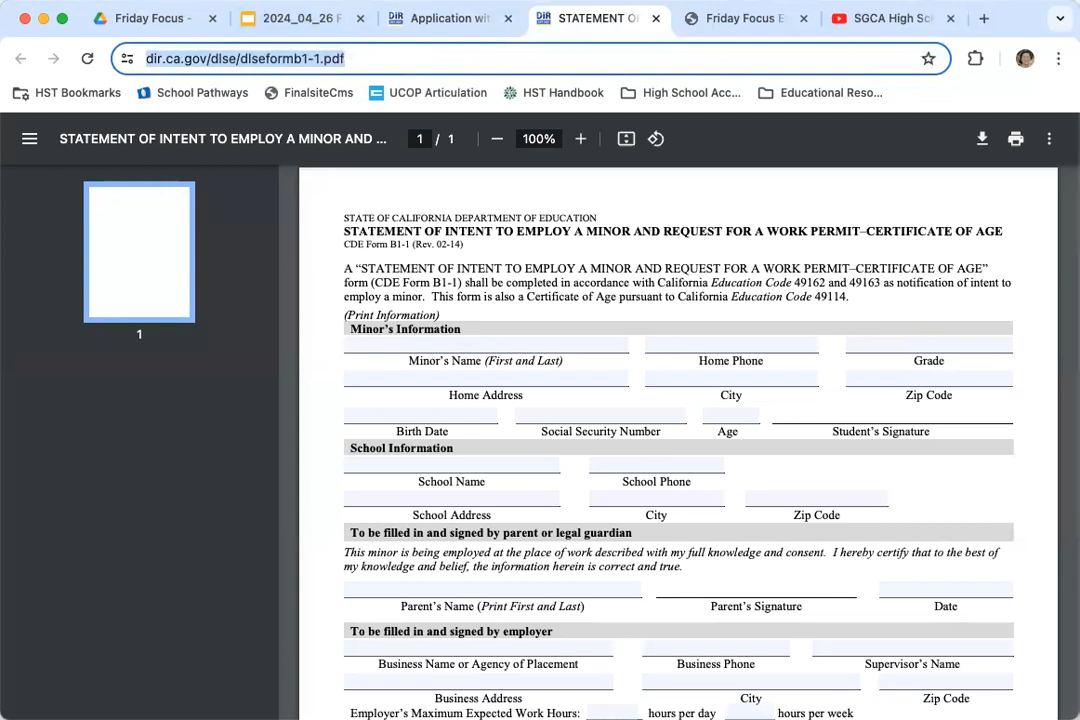 Friday Focus -
2024_04_26 F
Application wit
STATEMENT O
Friday Focus E
SGCA High Sc
dir.ca.gov/dlse/dlseformb1-1.pdf
HST Bookmarks School Pathways FinalsiteCms UCOP Articulation HST Handbook High School Acc... Educational Reso...
STATEMENT OF INTENT TO EMPLOY A MINOR AND ... 1 / 1 100%
1
STATE OF CALIFORNIA DEPARTMENT OF EDUCATION
STATEMENT OF INTENT TO EMPLOY A MINOR AND REQUEST FOR A WORK PERMIT–CERTIFICATE OF AGE
CDE Form B1-1 (Rev. 02-14)
A “STATEMENT OF INTENT TO EMPLOY A MINOR AND REQUEST FOR A WORK PERMIT–CERTIFICATE OF AGE”
form (CDE Form B1-1) shall be completed in accordance with California Education Code 49162 and 49163 as notification of intent to
employ a minor. This form is also a Certificate of Age pursuant to California Education Code 49114.
(Print Information)
Minor’s Information
Minor’s Name (First and Last) Home Phone Grade
Home Address City Zip Code
Birth Date Social Security Number Age Student’s Signature
School Information
School Name School Phone
School Address City Zip Code
To be filled in and signed by parent or legal guardian
This minor is being employed at the place of work described with my full knowledge and consent. I hereby certify that to the best of
my knowledge and belief, the information herein is correct and true.
Parent’s Name (Print First and Last) Parent’s Signature Date
To be filled in and signed by employer
Business Name or Agency of Placement Business Phone Supervisor’s Name
Business Address City Zip Code
Employer’s Maximum Expected Work Hours: hours per day hours per week